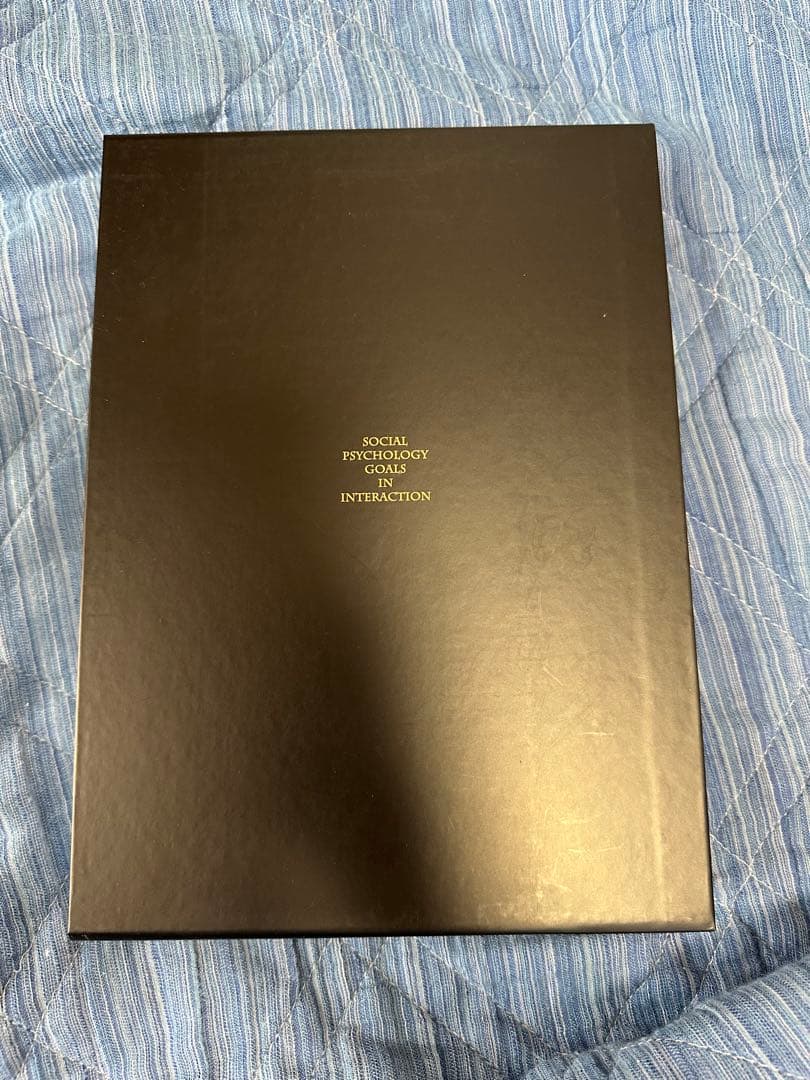 SOCIAL
PSYCHOLOGY
GOALS
IN
INTERACTION